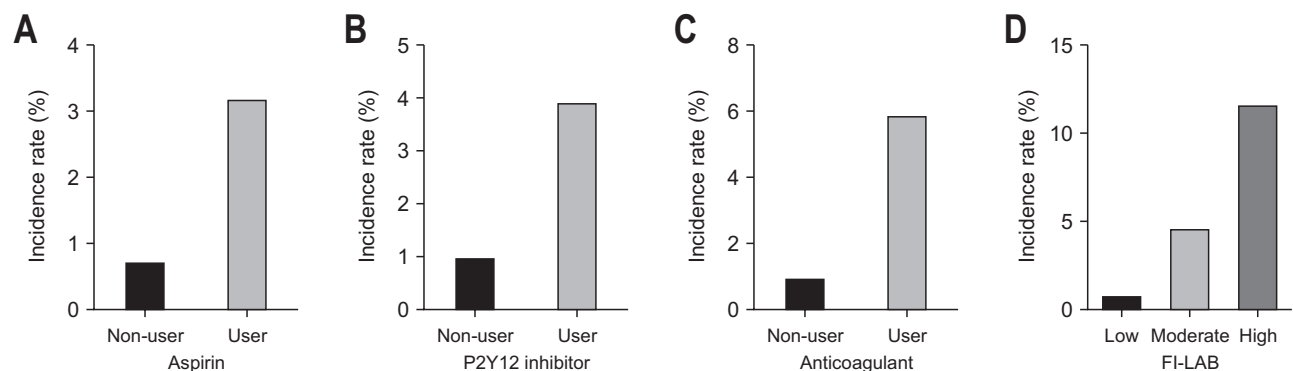 A
4
3
2
1
0
Incidence rate (%)
Non-user User
Aspirin
B
5
4
3
2
1
0
Incidence rate (%)
Non-user User
P2Y12 inhibitor
C
8
6
4
2
0
Incidence rate (%)
Non-user User
Anticoagulant
D
15
10
5
0
Incidence rate (%)
Low Moderate High
FI-LAB